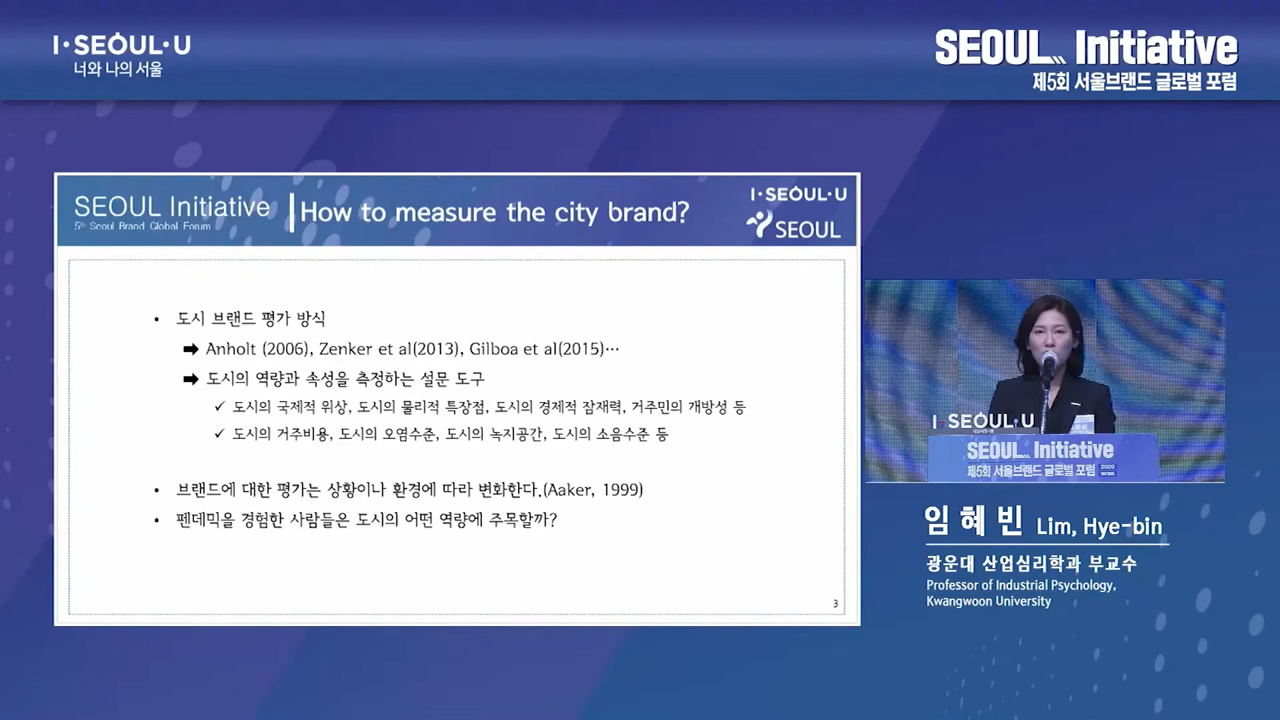 I·SEOUL·U
너와 나의 서울
SEOUL Initiative
제5회 서울브랜드 글로벌 포럼
SEOUL Initiative
5th Seoul Brand Global Forum
How to measure the city brand?
I·SEOUL·U
SEOUL
• 도시 브랜드 평가 방식
➡ Anholt (2006), Zenker et al(2013), Gilboa et al(2015)…
➡ 도시의 역량과 속성을 측정하는 설문 도구
✓ 도시의 국제적 위상, 도시의 물리적 특장점, 도시의 경제적 잠재력, 거주민의 개방성 등
✓ 도시의 거주비용, 도시의 오염수준, 도시의 녹지공간, 도시의 소음수준 등
• 브랜드에 대한 평가는 상황이나 환경에 따라 변화한다.(Aaker, 1999)
• 펜데믹을 경험한 사람들은 도시의 어떤 역량에 주목할까?
3
I·SEOUL·U
SEOUL Initiative
제5회 서울브랜드 글로벌 포럼 2020
임 혜 빈 Lim, Hye-bin
광운대 산업심리학과 부교수
Professor of Industrial Psychology,
Kwangwoon University